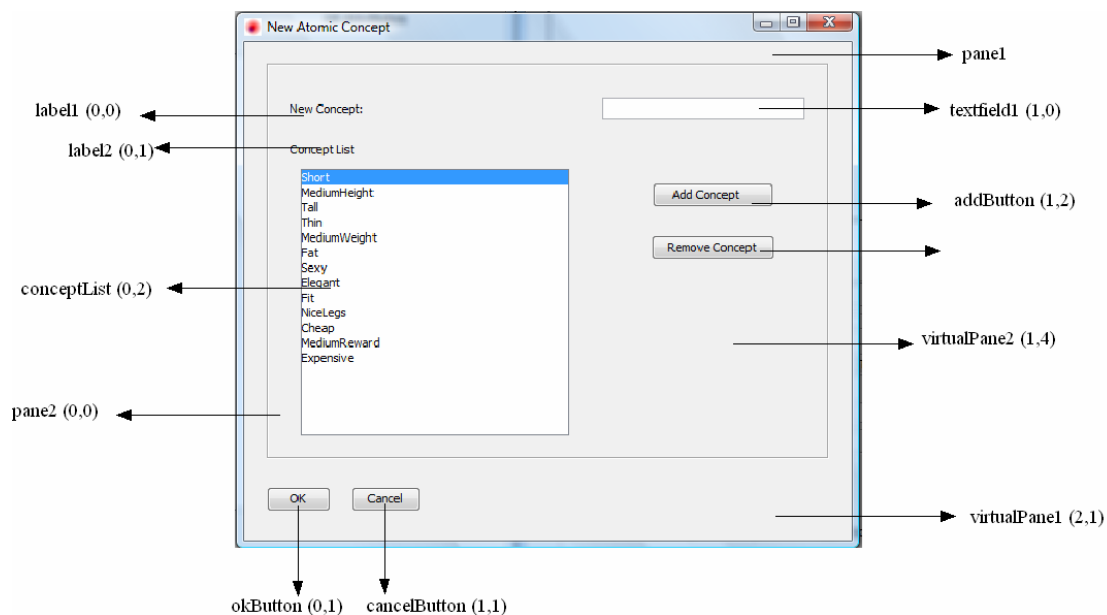 New Atomic Concept
pane1
label1 (0,0)
New Concept:
textfield1 (1,0)
label2 (0,1)
Concept List
Short
MediumHeight
Tall
Thin
MediumWeight
Fat
Sexy
Elegant
Fit
NiceLegs
Cheap
MediumReward
Expensive
Add Concept
addButton (1,2)
Remove Concept
conceptList (0,2)
virtualPane2 (1,4)
pane2 (0,0)
OK
Cancel
virtualPane1 (2,1)
okButton (0,1)
cancelButton (1,1)